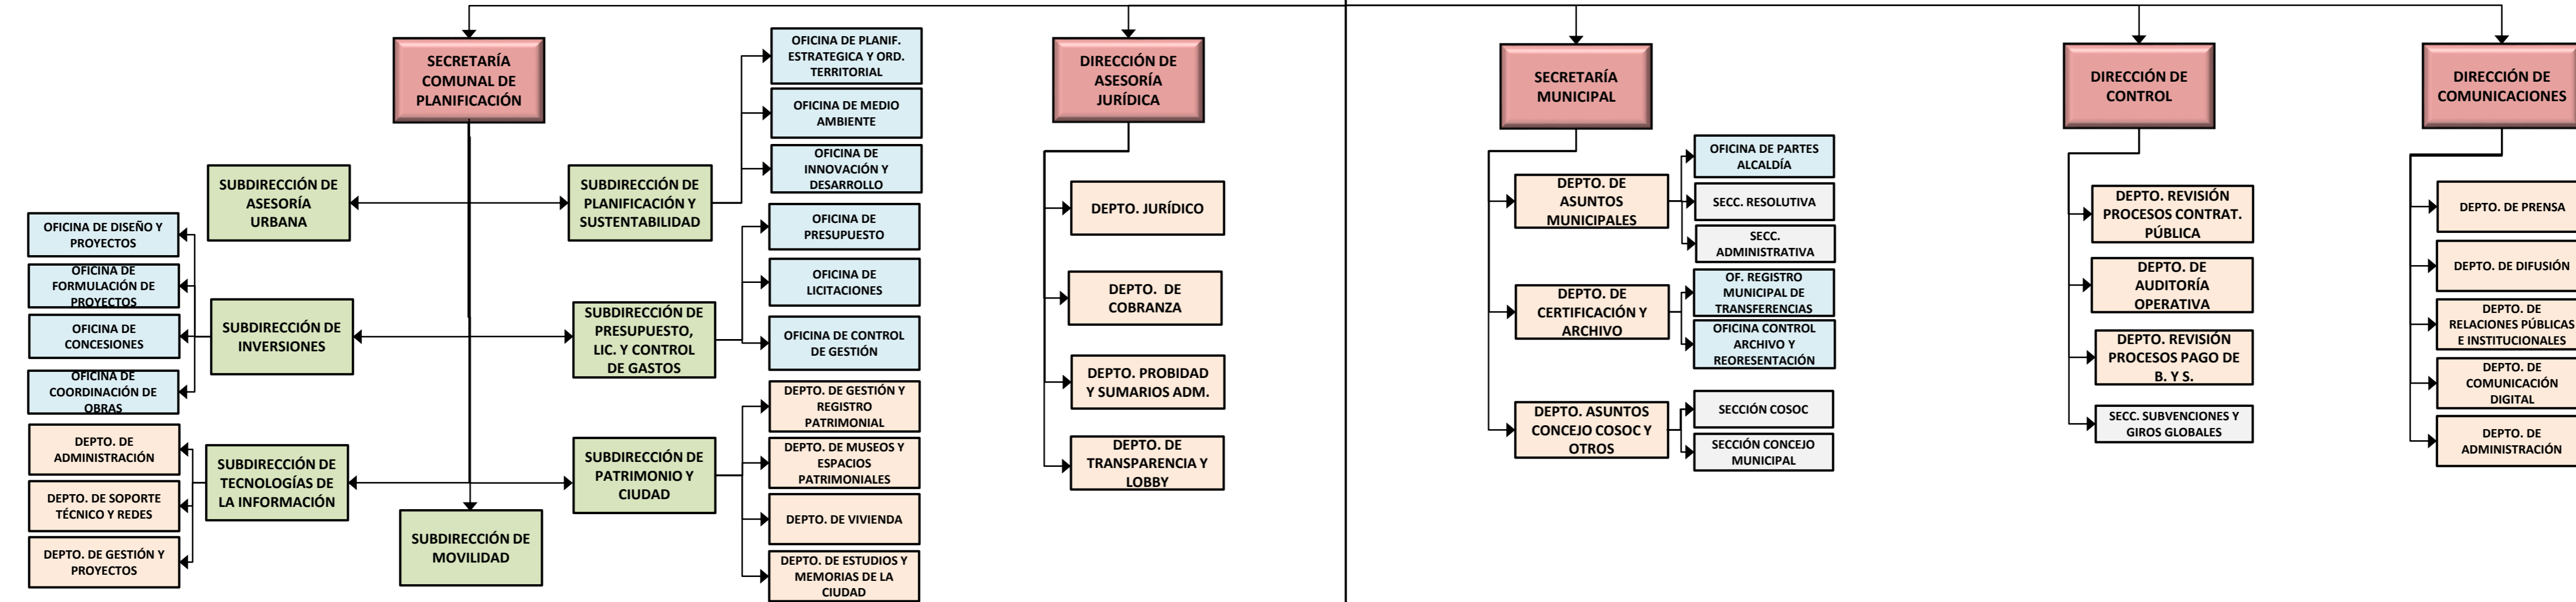 SECRETARÍA
COMUNAL DE
PLANIFICACIÓN
SUBDIRECCIÓN DE
ASESORÍA
URBANA
SUBDIRECCIÓN DE
INVERSIONES
OFICINA DE DISEÑO Y
PROYECTOS
OFICINA DE
FORMULACIÓN DE
PROYECTOS
OFICINA DE
CONCESIONES
OFICINA DE
COORDINACIÓN DE
OBRAS
SUBDIRECCIÓN DE
TECNOLOGÍAS DE
LA INFORMACIÓN
DEPTO. DE
ADMINISTRACIÓN
DEPTO. DE SOPORTE
TÉCNICO Y REDES
DEPTO. DE GESTIÓN Y
PROYECTOS
SUBDIRECCIÓN DE
MOVILIDAD
SUBDIRECCIÓN DE
PLANIFICACIÓN Y
SUSTENTABILIDAD
OFICINA DE PLANIF.
ESTRATEGICA Y ORD.
TERRITORIAL
OFICINA DE MEDIO
AMBIENTE
OFICINA DE
INNOVACIÓN Y
DESARROLLO
SUBDIRECCIÓN DE
PRESUPUESTO,
LIC. Y CONTROL
DE GASTOS
OFICINA DE
PRESUPUESTO
OFICINA DE
LICITACIONES
OFICINA DE CONTROL
DE GESTIÓN
SUBDIRECCIÓN DE
PATRIMONIO Y
CIUDAD
DEPTO. DE GESTIÓN Y
REGISTRO
PATRIMONIAL
DEPTO. DE MUSEOS Y
ESPACIOS
PATRIMONIALES
DEPTO. DE VIVIENDA
DEPTO. DE ESTUDIOS Y
MEMORIAS DE LA
CIUDAD
DIRECCIÓN DE
ASESORÍA
JURÍDICA
DEPTO. JURÍDICO
DEPTO. DE
COBRANZA
DEPTO. PROBIDAD
Y SUMARIOS ADM.
DEPTO. DE
TRANSPARENCIA Y
LOBBY
SECRETARÍA
MUNICIPAL
DEPTO. DE
ASUNTOS
MUNICIPALES
OFICINA DE PARTES
ALCALDÍA
SECC. RESOLUTIVA
SECC.
ADMINISTRATIVA
DEPTO. DE
CERTIFICACIÓN Y
ARCHIVO
OF. REGISTRO
MUNICIPAL DE
TRANSFERENCIAS
OFICINA CONTROL
ARCHIVO Y
REORESENTACIÓN
DEPTO. ASUNTOS
CONCEJO COSOC Y
OTROS
SECCIÓN COSOC
SECCIÓN CONCEJO
MUNICIPAL
DIRECCIÓN DE
CONTROL
DEPTO. REVISIÓN
PROCESOS CONTRAT.
PÚBLICA
DEPTO. DE
AUDITORÍA
OPERATIVA
DEPTO. REVISIÓN
PROCESOS PAGO DE
B. Y S.
SECC. SUBVENCIONES Y
GIROS GLOBALES
DIRECCIÓN DE
COMUNICACIONES
DEPTO. DE PRENSA
DEPTO. DE DIFUSIÓN
DEPTO. DE
RELACIONES PÚBLICAS
E INSTITUCIONALES
DEPTO. DE
COMUNICACIÓN
DIGITAL
DEPTO. DE
ADMINISTRACIÓN